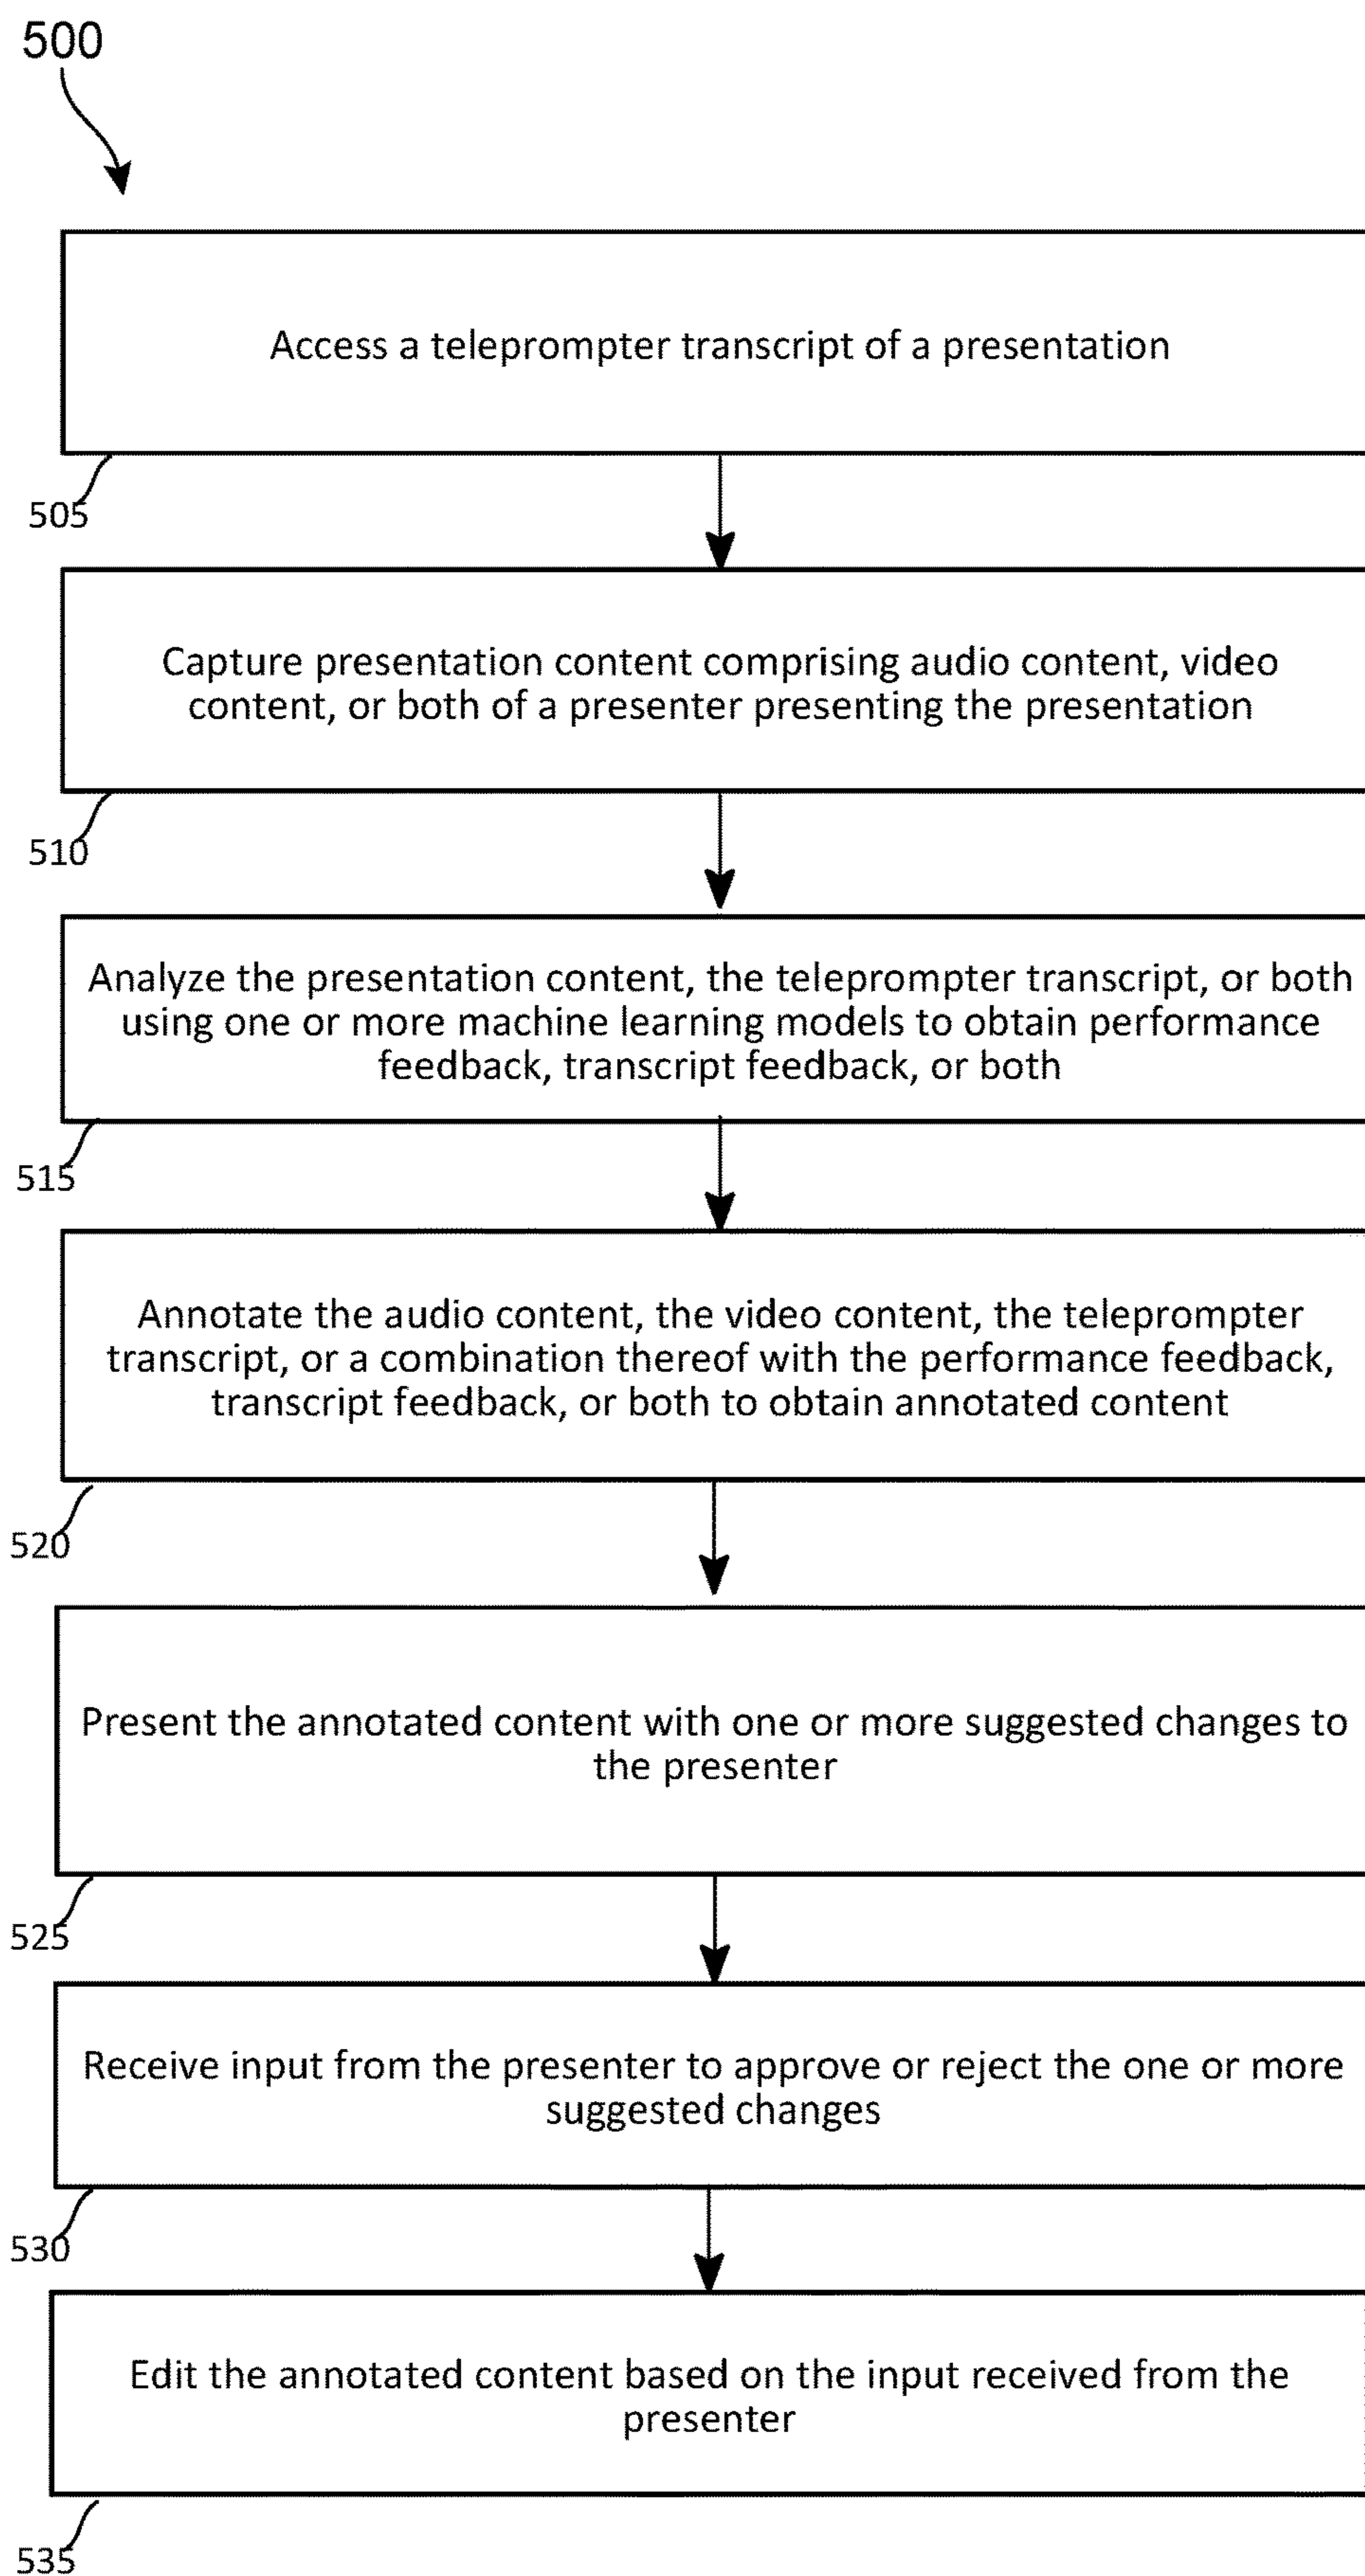 500
Access a teleprompter transcript of a presentation
505
Capture presentation content comprising audio content, video
content, or both of a presenter presenting the presentation
510
Analyze the presentation content, the teleprompter transcript, or both
using one or more machine learning models to obtain performance
feedback, transcript feedback, or both
515
Annotate the audio content, the video content, the teleprompter
transcript, or a combination thereof with the performance feedback,
transcript feedback, or both to obtain annotated content
520
Present the annotated content with one or more suggested changes to
the presenter
525
Receive input from the presenter to approve or reject the one or more
suggested changes
530
Edit the annotated content based on the input received from the
presenter
535